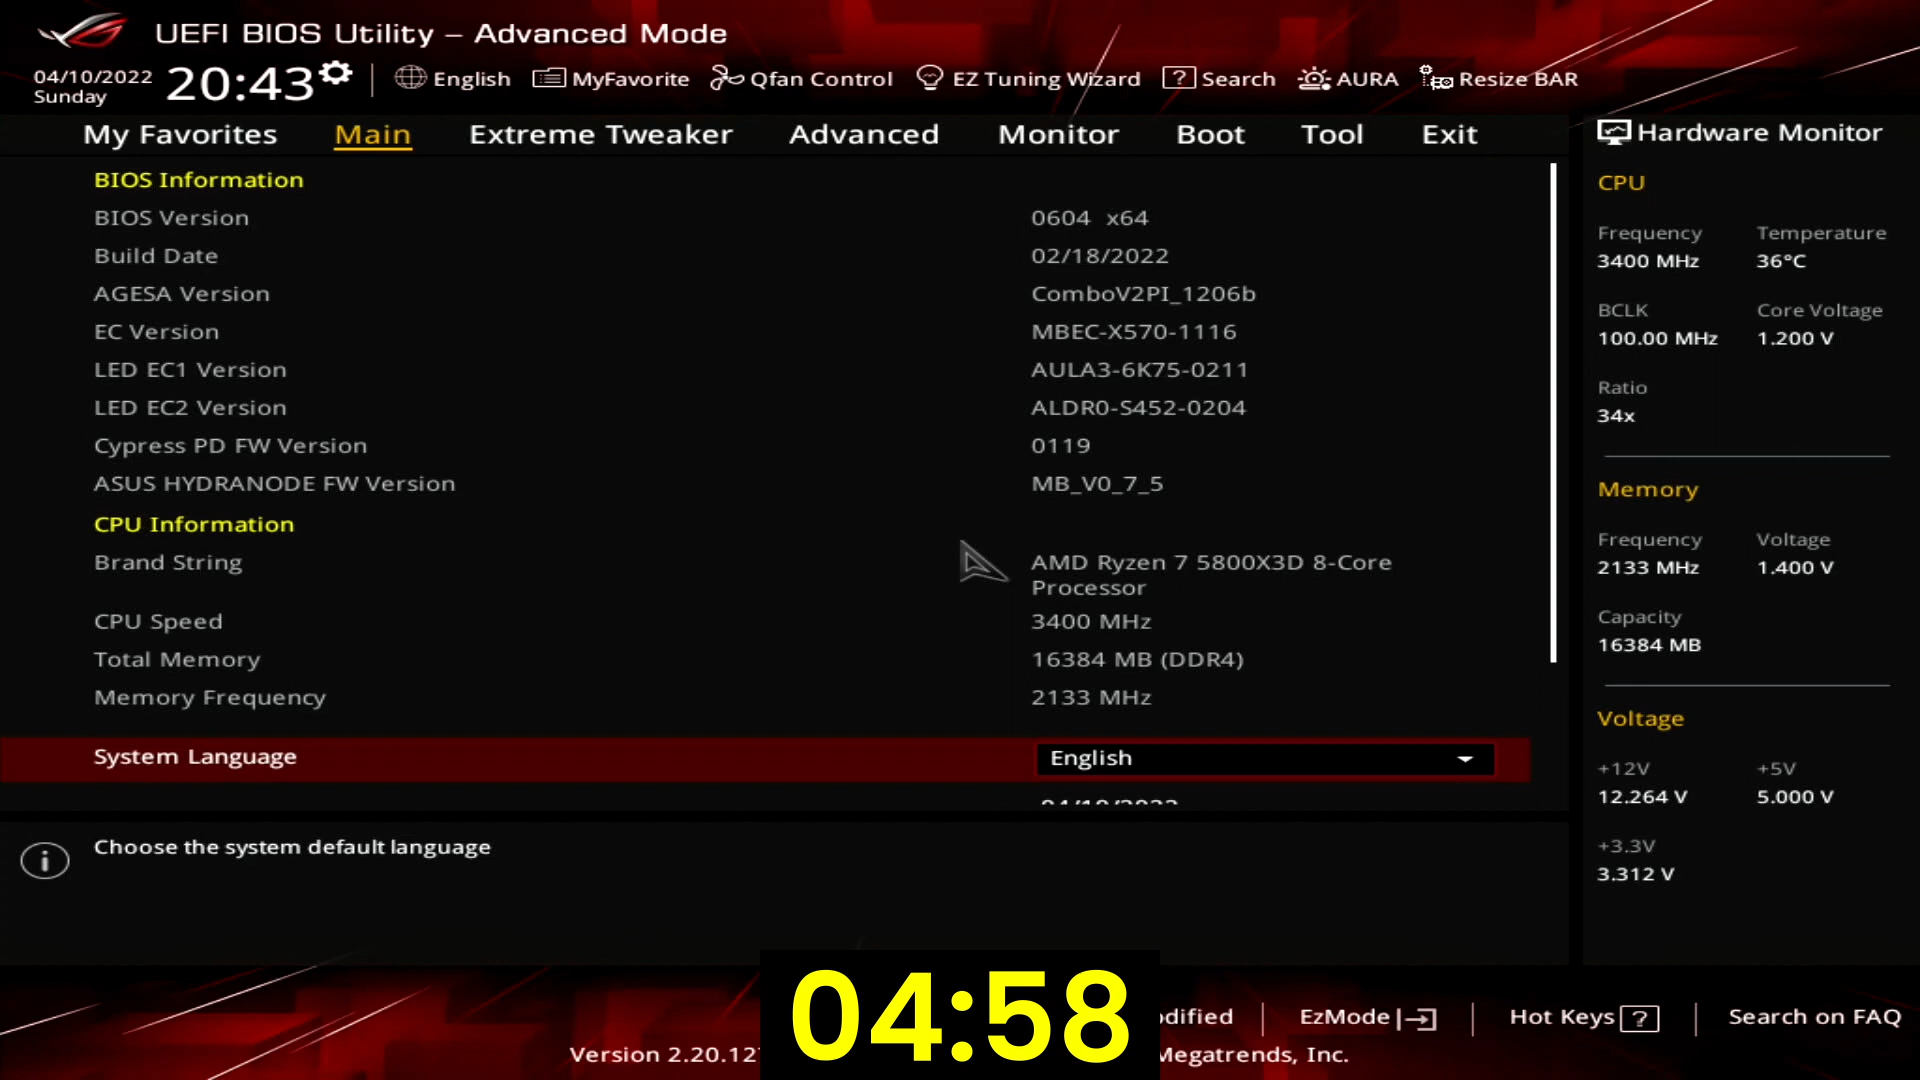 UEFI BIOS Utility – Advanced Mode
04/10/2022
Sunday
20:43
English
MyFavorite
Qfan Control
EZ Tuning Wizard
? Search
AURA
Resize BAR
My Favorites
Main
Extreme Tweaker
Advanced
Monitor
Boot
Tool
Exit
BIOS Information
BIOS Version 0604 x64
Build Date 02/18/2022
AGESA Version ComboV2PI_1206b
EC Version MBEC-X570-1116
LED EC1 Version AULA3-6K75-0211
LED EC2 Version ALDR0-S452-0204
Cypress PD FW Version 0119
ASUS HYDRANODE FW Version MB_V0_7_5
CPU Information
Brand String AMD Ryzen 7 5800X3D 8-Core
Processor
CPU Speed 3400 MHz
Total Memory 16384 MB (DDR4)
Memory Frequency 2133 MHz
System Language English
Choose the system default language
Hardware Monitor
CPU
Frequency Temperature
3400 MHz 36°C
BCLK Core Voltage
100.00 MHz 1.200 V
Ratio
34x
Memory
Frequency Voltage
2133 MHz 1.400 V
Capacity
16384 MB
Voltage
+12V +5V
12.264 V 5.000 V
+3.3V
3.312 V
04:58
EzMode
Hot Keys ?
Search on FAQ
Version 2.20.12
Megatrends, Inc.